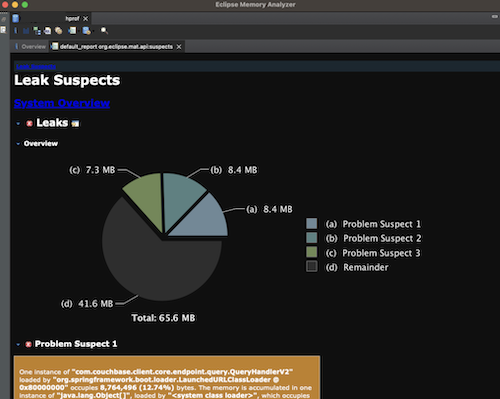 Eclipse Memory Analyzer
hprof
Overview
default_report org.eclipse.mat.api:suspects
Leak Suspects
System Overview
Leaks
Overview
(c) 7.3 MB
(b) 8.4 MB
(a) 8.4 MB
(d) 41.6 MB
Total: 65.6 MB
(a) Problem Suspect 1
(b) Problem Suspect 2
(c) Problem Suspect 3
(d) Remainder
Problem Suspect 1
One instance of "com.couchbase.client.core.endpoint.query.QueryHandlerV2"
loaded by "org.springframework.boot.loader.LaunchedURLClassLoader @
0x80000000" occupies 8,764,496 (12.74%) bytes. The memory is accumulated in one
instance of "java.lang.Object[]", loaded by "<system class loader>", which occupies